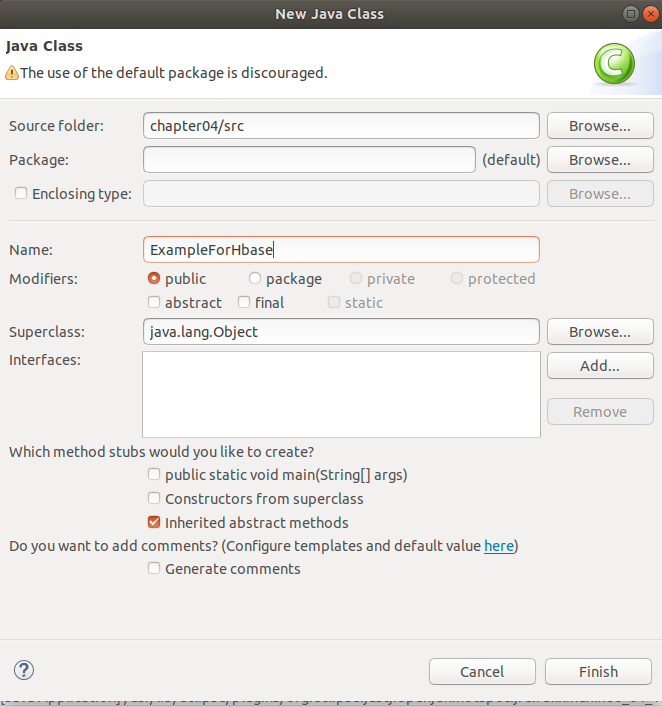 New Java Class
Java Class
The use of the default package is discouraged.
Source folder: chapter04/src Browse...
Package: (default) Browse...
Enclosing type: Browse...
Name: ExampleForHbase
Modifiers: public package private protected
abstract final static
Superclass: java.lang.Object Browse...
Interfaces: Add...
Remove
Which method stubs would you like to create?
public static void main(String[] args)
Constructors from superclass
Inherited abstract methods
Do you want to add comments? (Configure templates and default value here)
Generate comments
? Cancel Finish